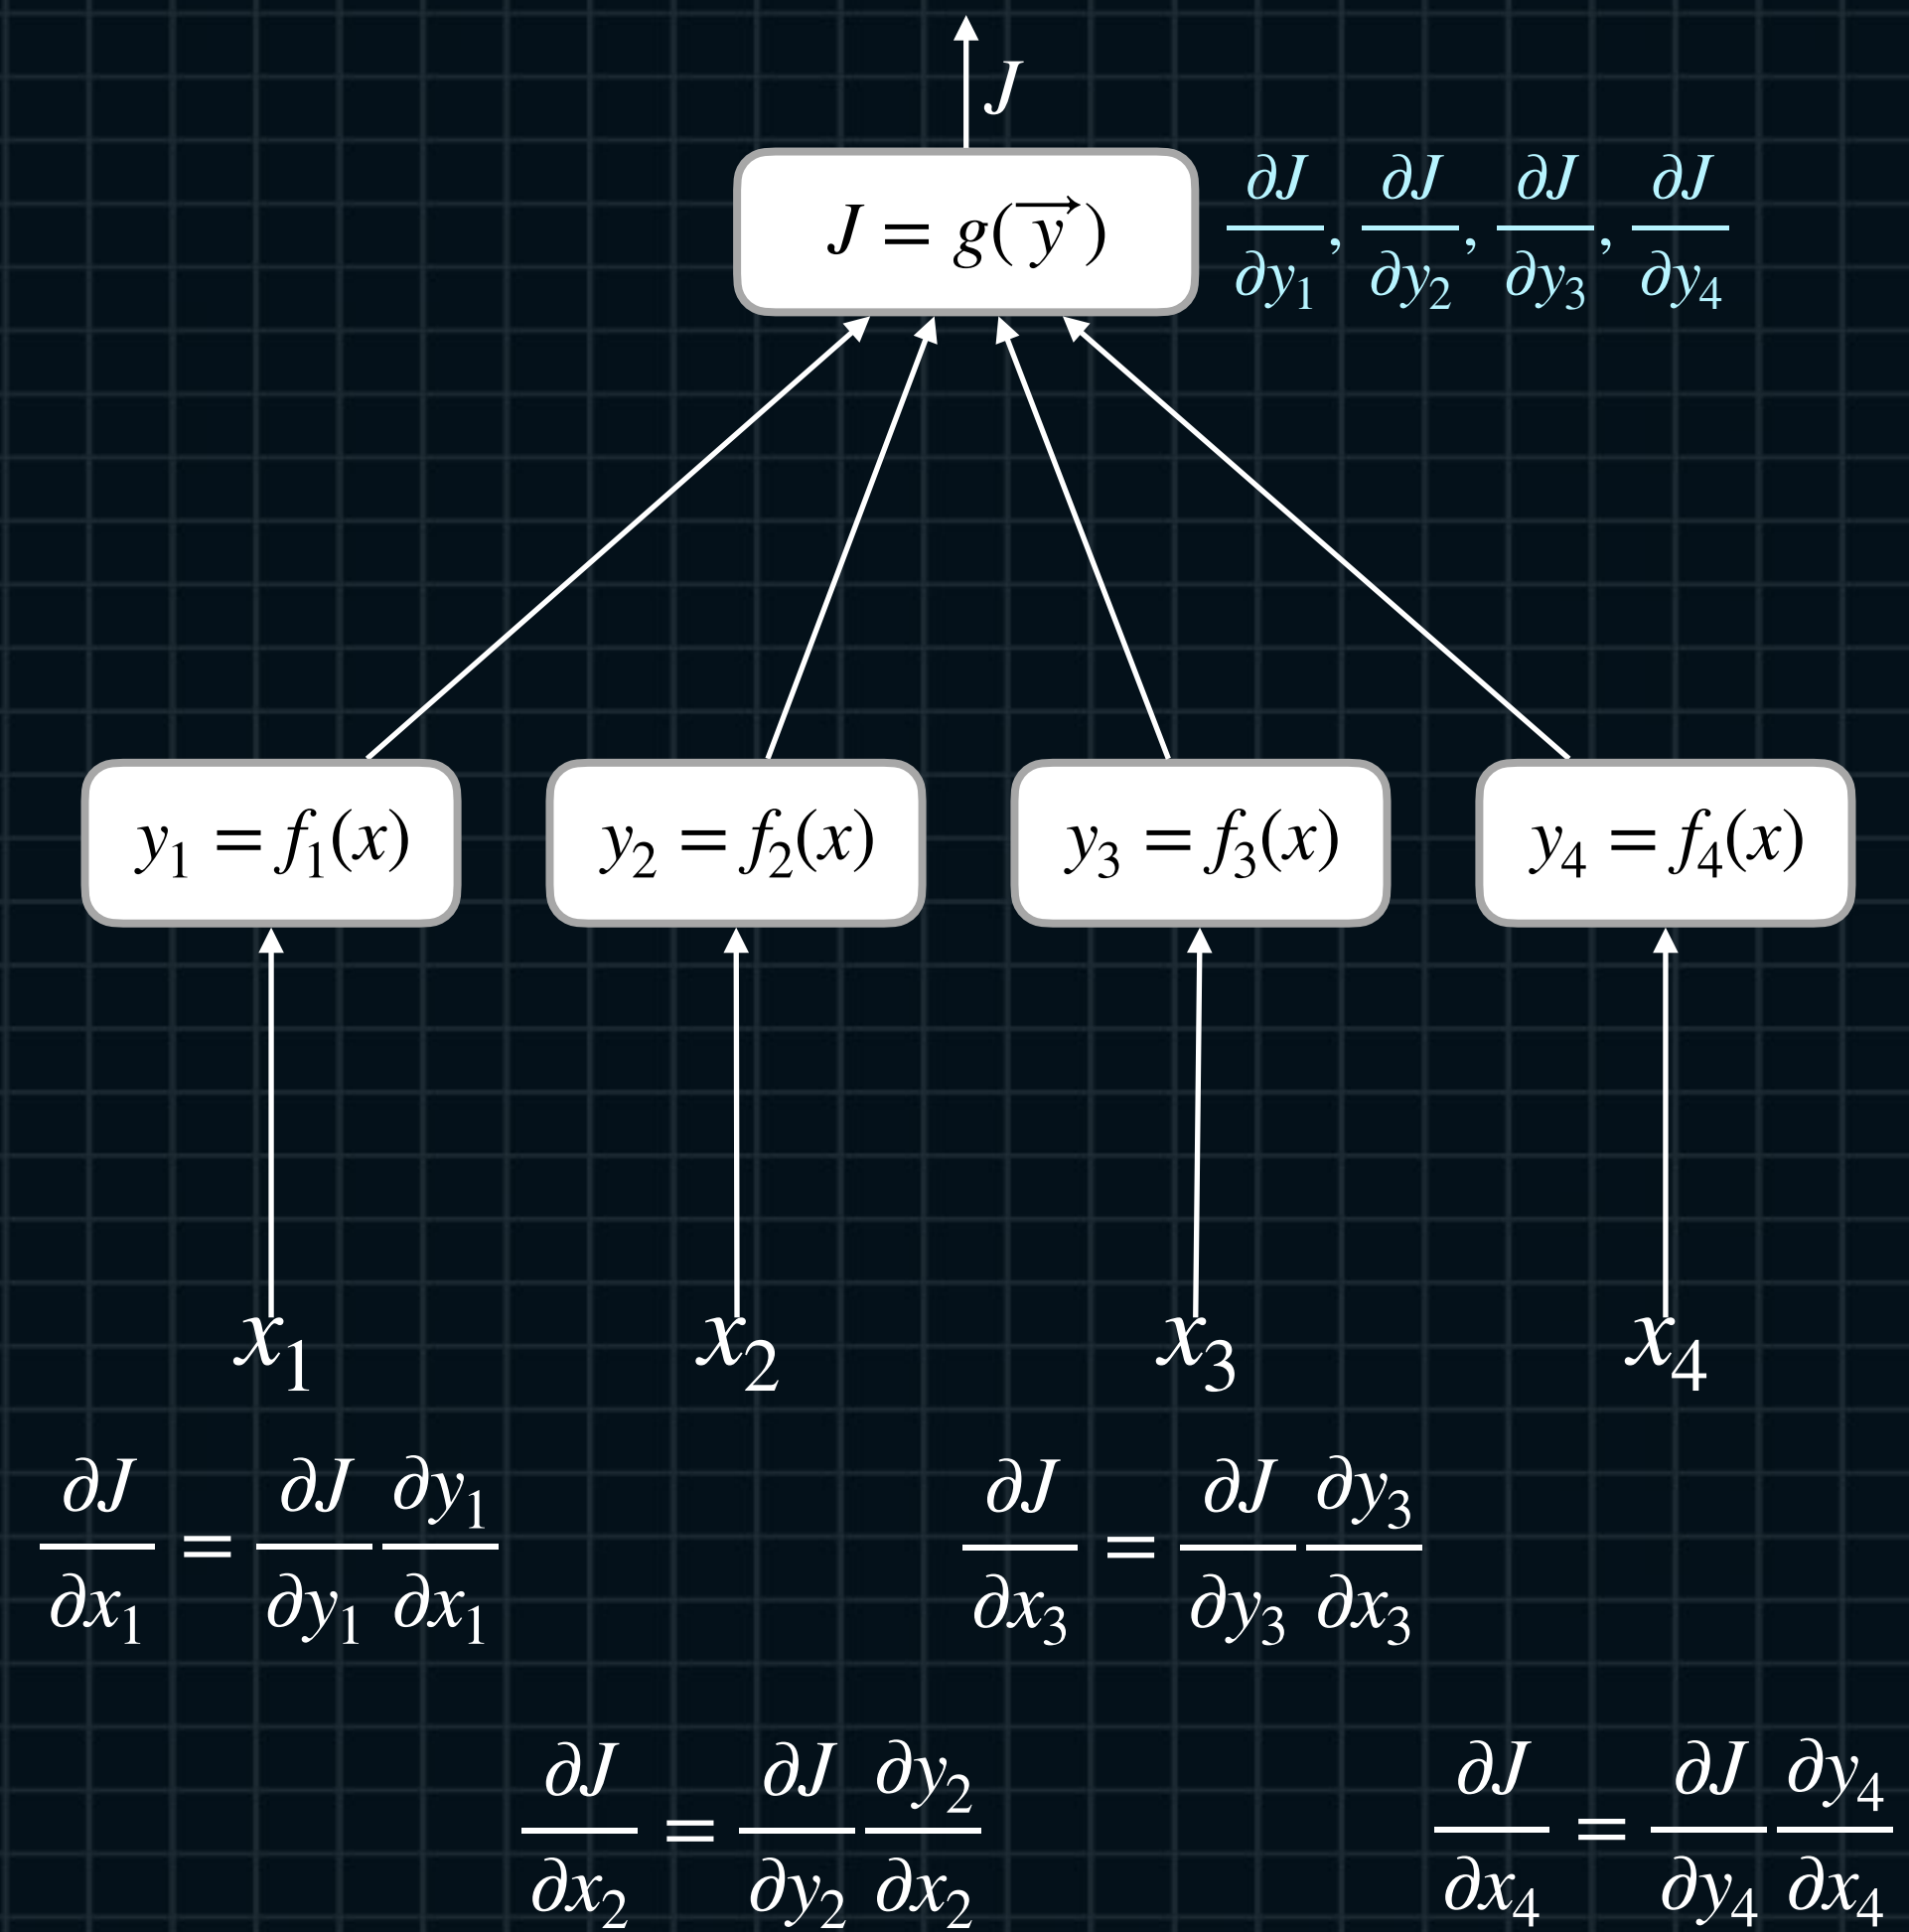 J
J = g(\overrightarrow{y})
∂J/∂y₁, ∂J/∂y₂, ∂J/∂y₃, ∂J/∂y₄
y₁ = f₁(x)
y₂ = f₂(x)
y₃ = f₃(x)
y₄ = f₄(x)
x₁
x₂
x₃
x₄
∂J/∂x₁ = ∂J/∂y₁ ∂y₁/∂x₁
∂J/∂x₃ = ∂J/∂y₃ ∂y₃/∂x₃
∂J/∂x₂ = ∂J/∂y₂ ∂y₂/∂x₂
∂J/∂x₄ = ∂J/∂y₄ ∂y₄/∂x₄